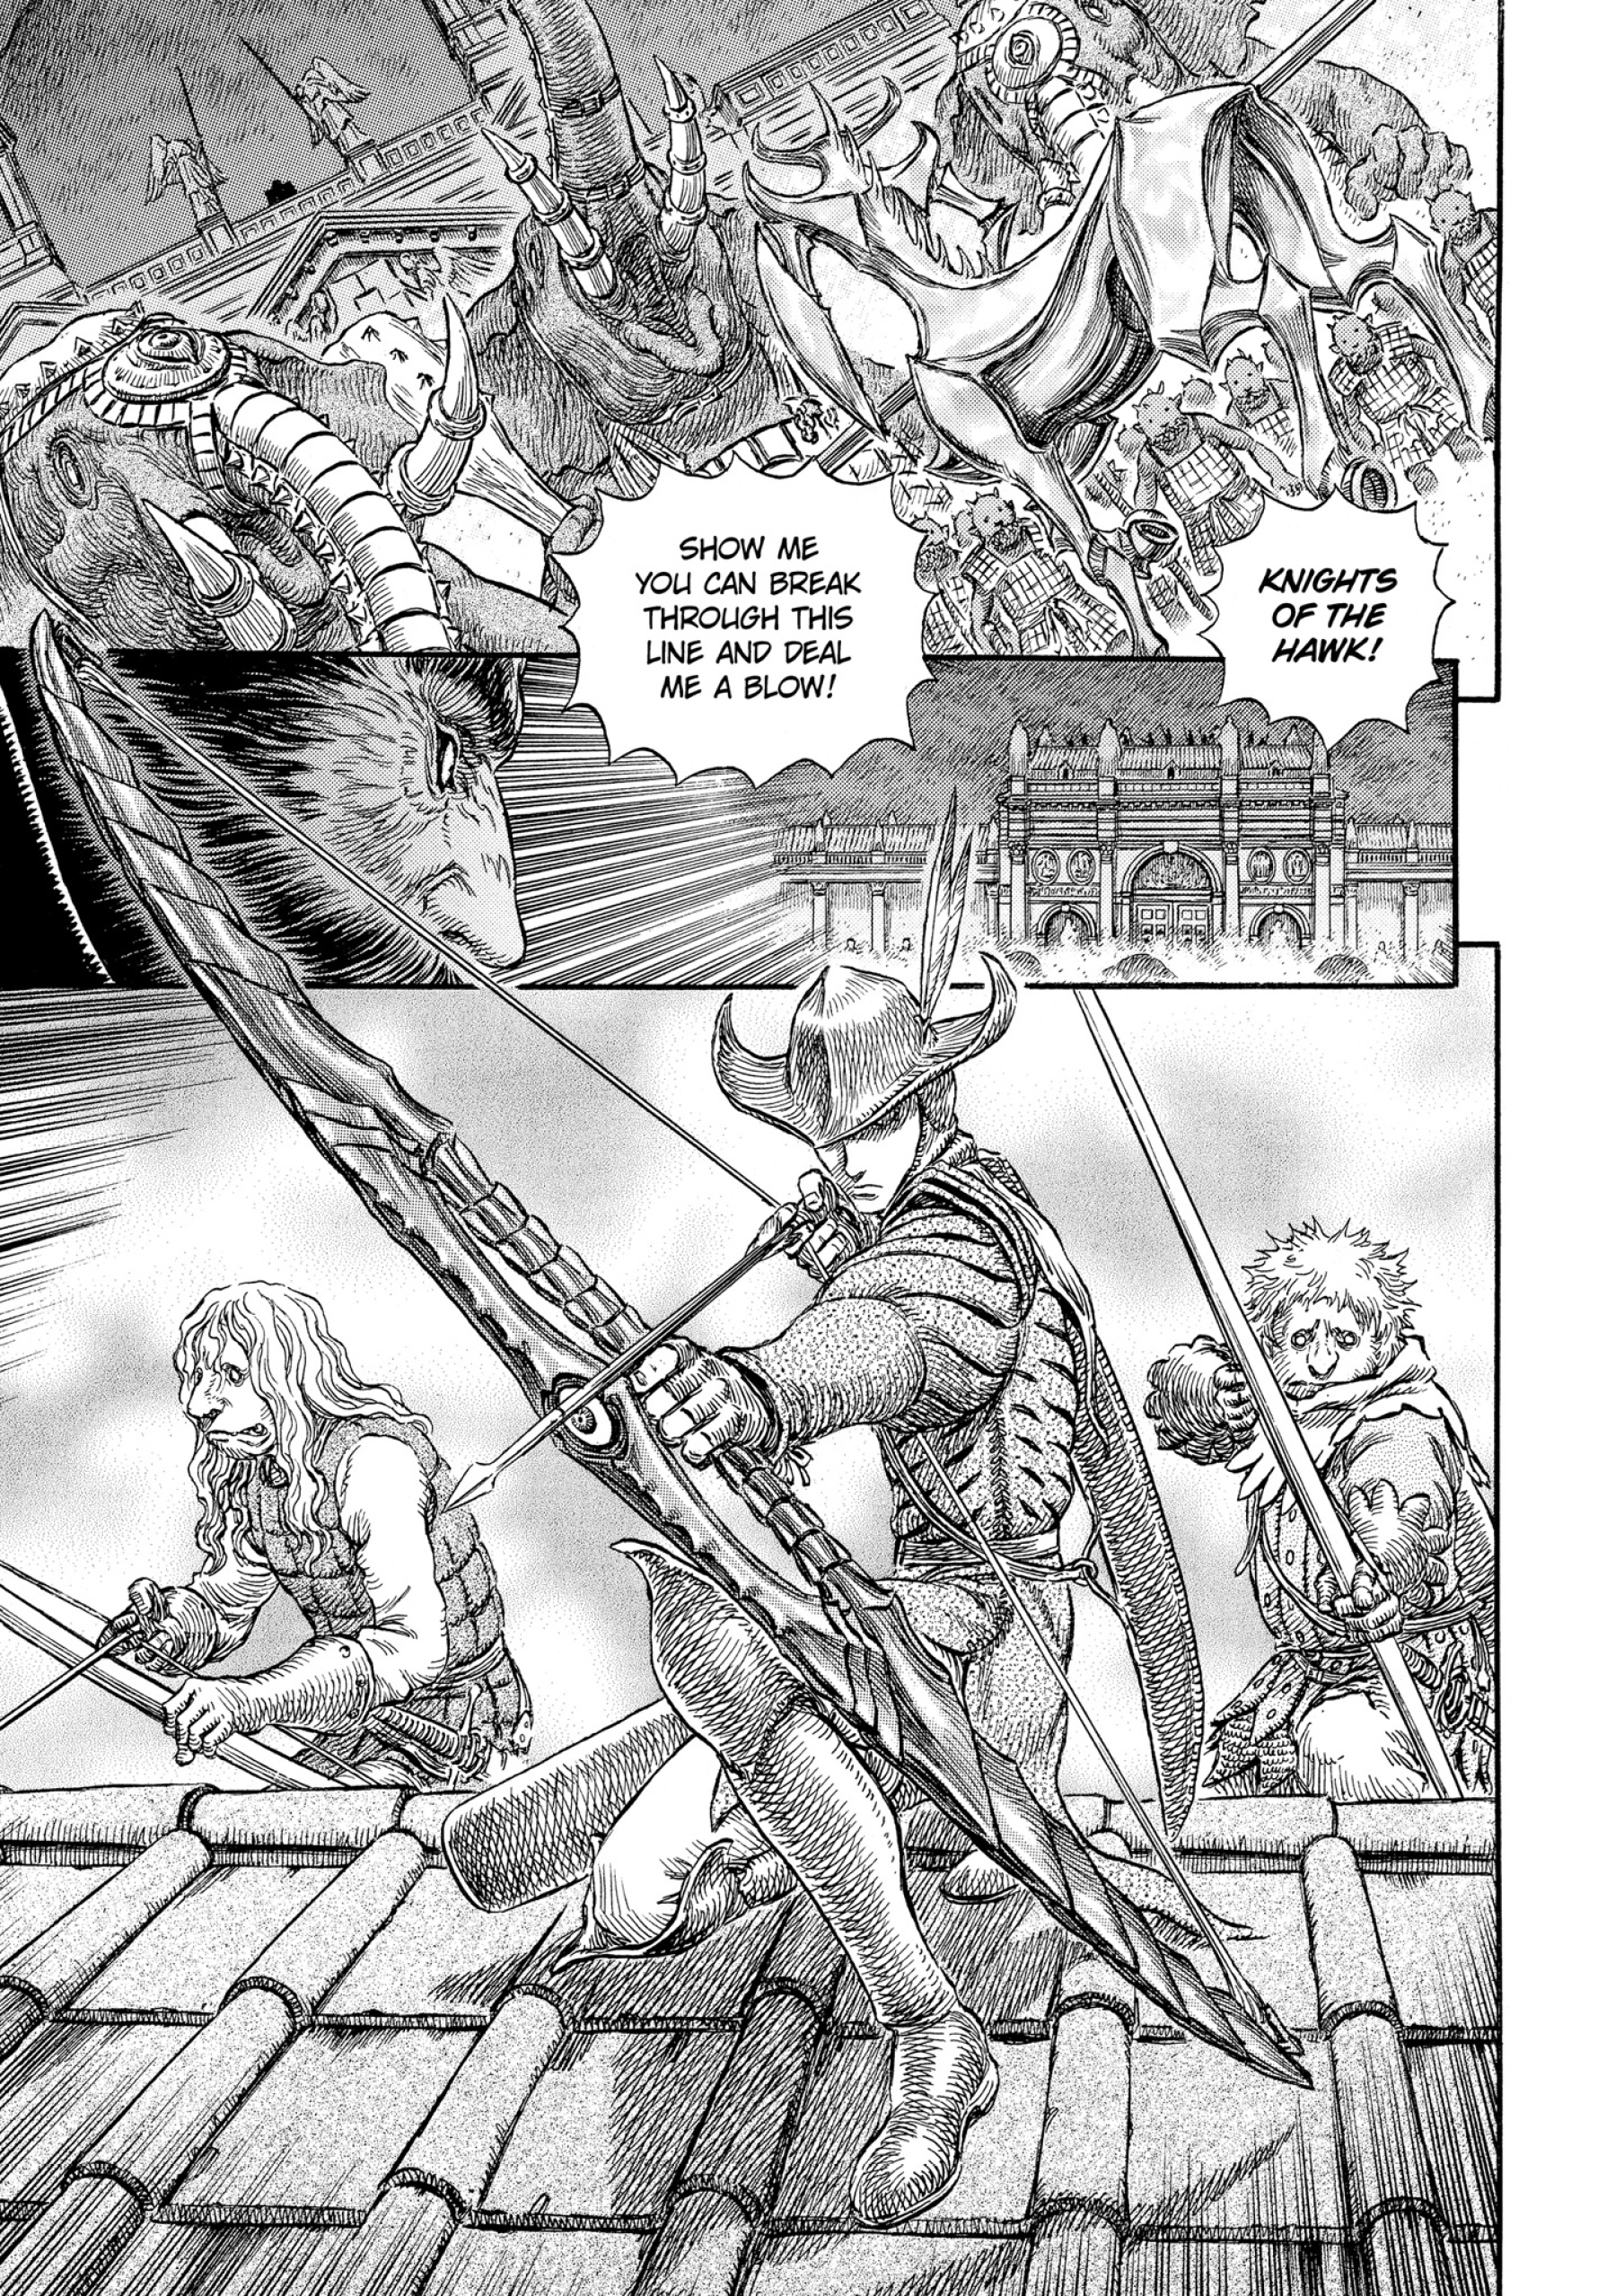 KNIGHTS
OF THE
HAWK!
SHOW ME
YOU CAN BREAK
THROUGH THIS
LINE AND DEAL
ME A BLOW!